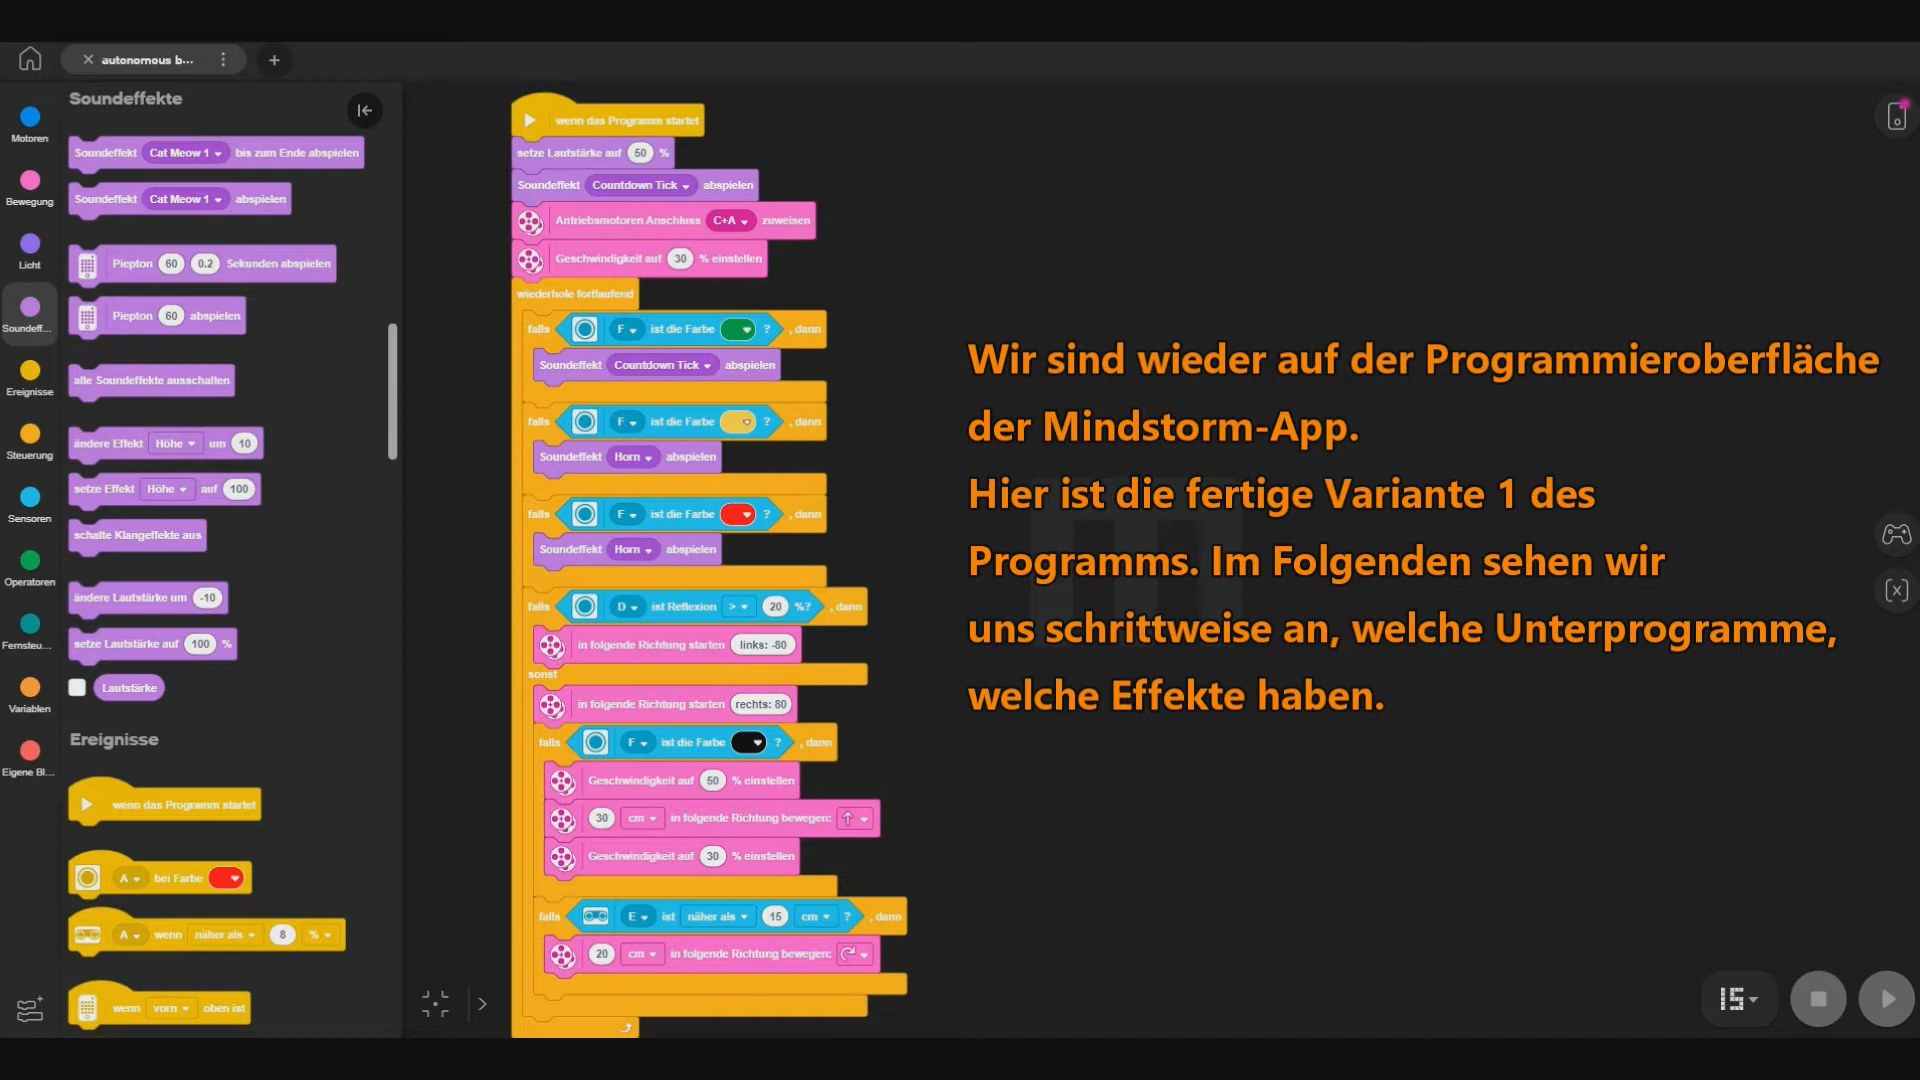 autonomous b...
Soundeffekte
Motoren
Bewegung
Licht
Soundeff...
Ereignisse
Steuerung
Sensoren
Operatoren
Fernsteu...
Variablen
Eigene Bl...
Soundeffekt Cat Meow 1 bis zum Ende abspielen
Soundeffekt Cat Meow 1 abspielen
Piepton 60 0.2 Sekunden abspielen
Piepton 60 abspielen
alle Soundeffekte ausschalten
ändere Effekt Höhe um 10
setze Effekt Höhe auf 100
schalte Klangeffekte aus
ändere Lautstärke um -10
setze Lautstärke auf 100 %
Lautstärke
Ereignisse
wenn das Programm startet
A bei Farbe
A wenn näher als 8 %
wenn vorn oben ist
wenn das Programm startet
setze Lautstärke auf 50 %
Soundeffekt Countdown Tick abspielen
Antriebsmotoren Anschluss C+A zuweisen
Geschwindigkeit auf 30 % einstellen
wiederhole fortlaufend
falls F ist die Farbe ? , dann
Soundeffekt Countdown Tick abspielen
falls F ist die Farbe ? , dann
Soundeffekt Horn abspielen
falls F ist die Farbe ? , dann
Soundeffekt Horn abspielen
falls D ist Reflexion > 20 %? , dann
in folgende Richtung starten links: -80
sonst
in folgende Richtung starten rechts: 80
falls F ist die Farbe ? , dann
Geschwindigkeit auf 50 % einstellen
30 cm in folgende Richtung bewegen:
Geschwindigkeit auf 30 % einstellen
falls E ist näher als 15 cm ? , dann
20 cm in folgende Richtung bewegen:
Wir sind wieder auf der Programmieroberfläche
der Mindstorm-App.
Hier ist die fertige Variante 1 des
Programms. Im Folgenden sehen wir
uns schrittweise an, welche Unterprogramme,
welche Effekte haben.
15